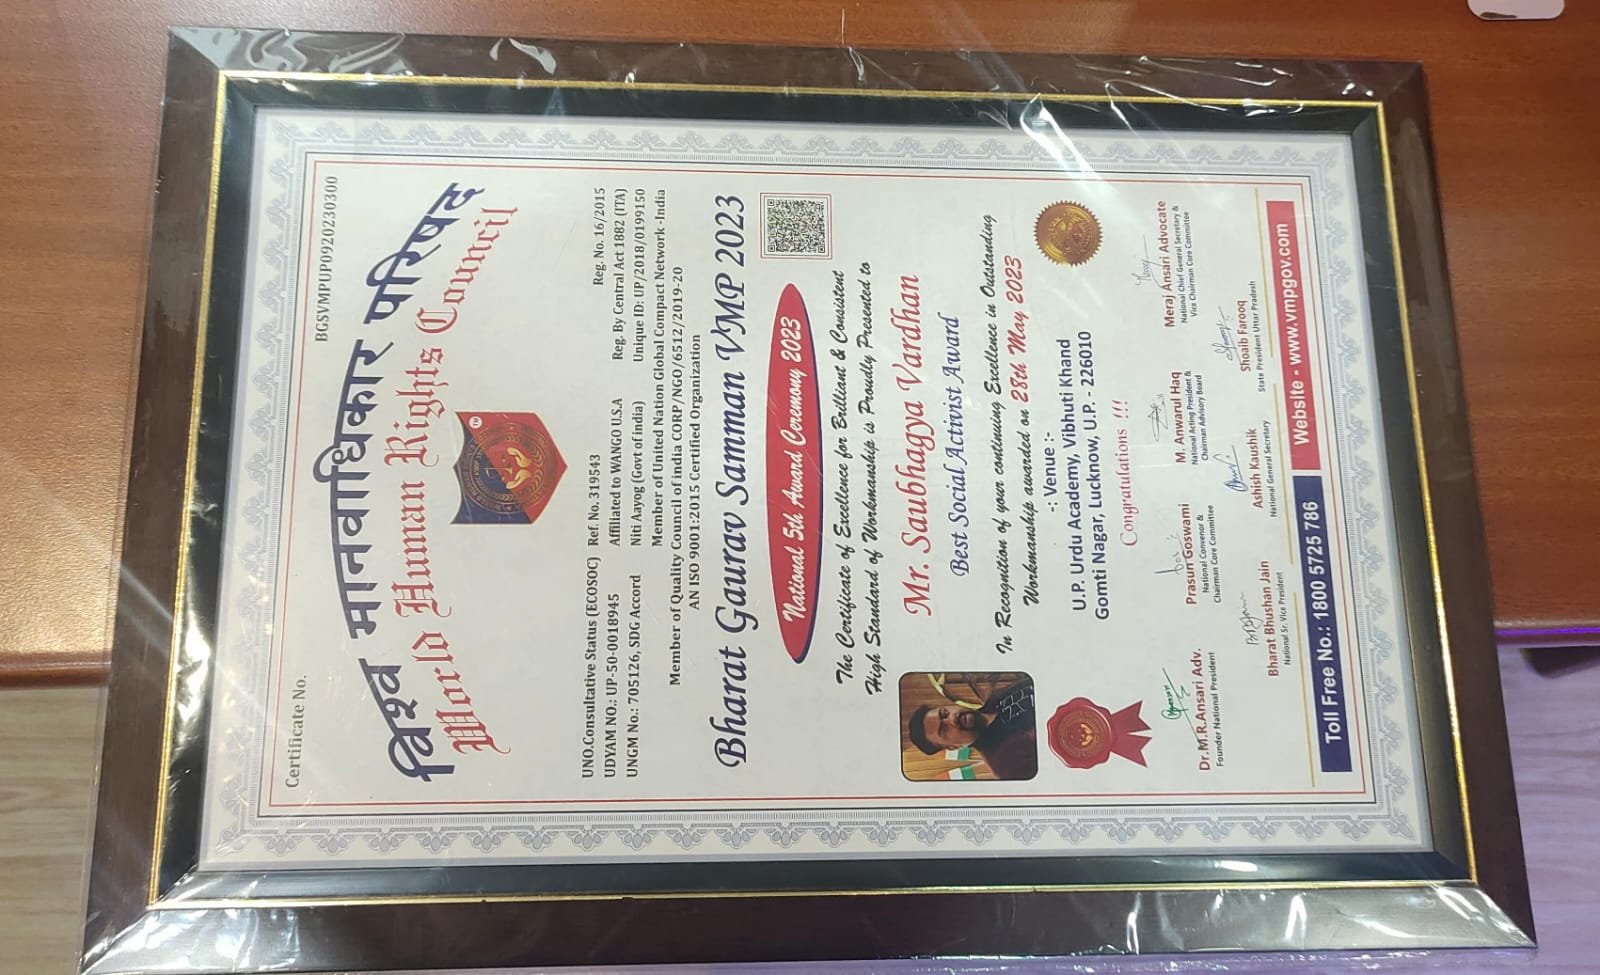 Certificate No. BGSVMPUP0920230300
विश्व मानवाधिकार परिषद
World Human Rights Council
TM
UNO.Consultative Status (ECOSOC) Ref. No. 319543 Reg. No. 16/2015
UDYAM NO.: UP-50-0018945 Affiliated to WANGO U.S.A Reg. By Central Act 1882 (ITA)
UNGM No.: 705126, SDG Accord Niti Aayog (Govt of india) Unique ID: UP/2018/0199150
Member of United Nation Global Compact Network -India
Member of Quality Council of india CORP/NGO/6512/2019-20
AN ISO 9001:2015 Certified Organization
Bharat Gaurav Samman VMP 2023
National 5th Award Ceremony 2023
The Certificate of Excellence for Brilliant & Consistent
High Standard of Workmanship is Proudly Presented to
Mr. Saubhagya Vardhan
Best Social Activist Award
In Recognition of your continuing Excellence in Outstanding
Workmanship awarded on 28th May 2023
-: Venue :-
U.P. Urdu Academy, Vibhuti Khand
Gomti Nagar, Lucknow, U.P. - 226010
Congratulations !!!
Dr.M.R.Ansari Adv.
Founder National President
Prasun Goswami
National Convenor &
Chairman Core Committee
M. Anwarul Haq
National Acting President &
Chairman Advisory Board
Meraj Ansari Advocate
National Chief General Secretary &
Vice Chairman Core Committee
Bharat Bhushan Jain
National Sr. Vice President
Ashish Kaushik
National General Secretary
Shoaib Farooq
State President Uttar Pradesh
Toll Free No.: 1800 5725 786 Website - www.vmpgov.com